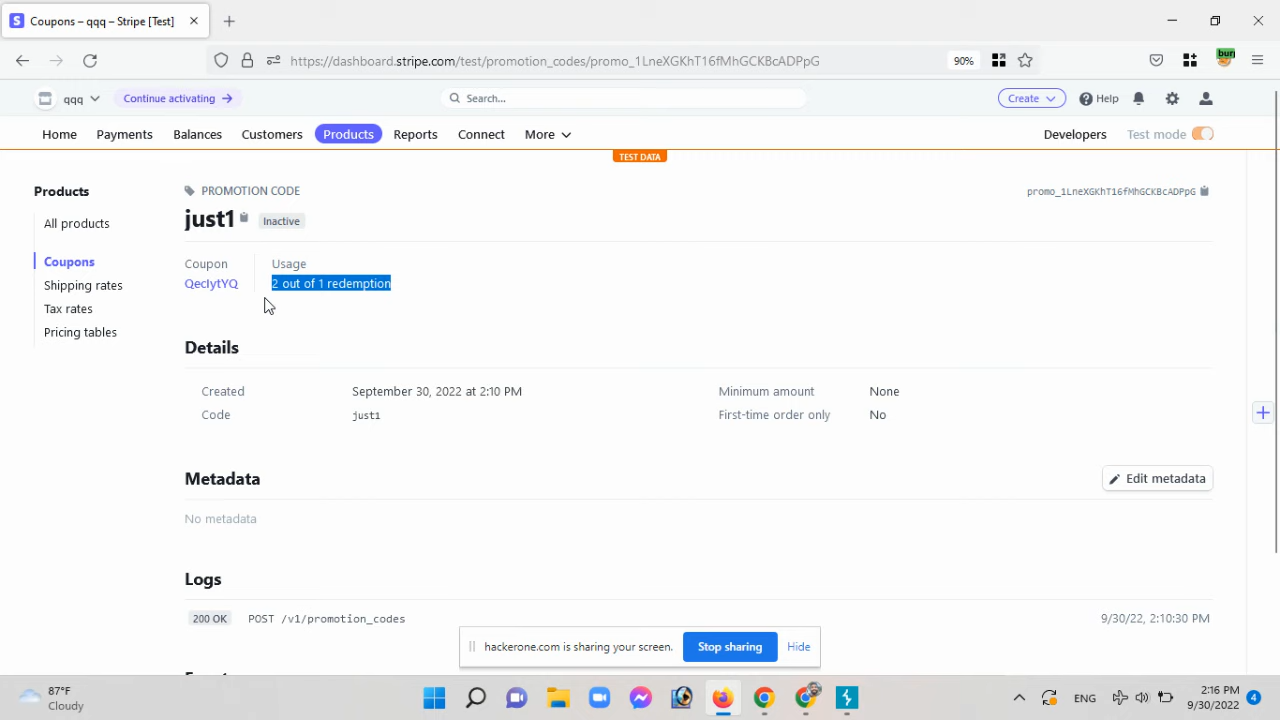 Coupons – qqq – Stripe [Test]
https://dashboard.stripe.com/test/promotion_codes/promo_1LneXGKhT16fMhGCKBcADPpG
90%
qqq
Continue activating
Search...
Create
Help
Home
Payments
Balances
Customers
Products
Reports
Connect
More
Developers
Test mode
TEST DATA
Products
All products
Coupons
Shipping rates
Tax rates
Pricing tables
PROMOTION CODE
promo_1LneXGKhT16fMhGCKBcADPpG
just1
Inactive
Coupon
QecIytYQ
Usage
2 out of 1 redemption
Details
Created
September 30, 2022 at 2:10 PM
Minimum amount
None
Code
just1
First-time order only
No
Metadata
Edit metadata
No metadata
Logs
200 OK
POST /v1/promotion_codes
9/30/22, 2:10:30 PM
hackerone.com is sharing your screen.
Stop sharing
Hide
87°F
Cloudy
ENG
2:16 PM
9/30/2022
4